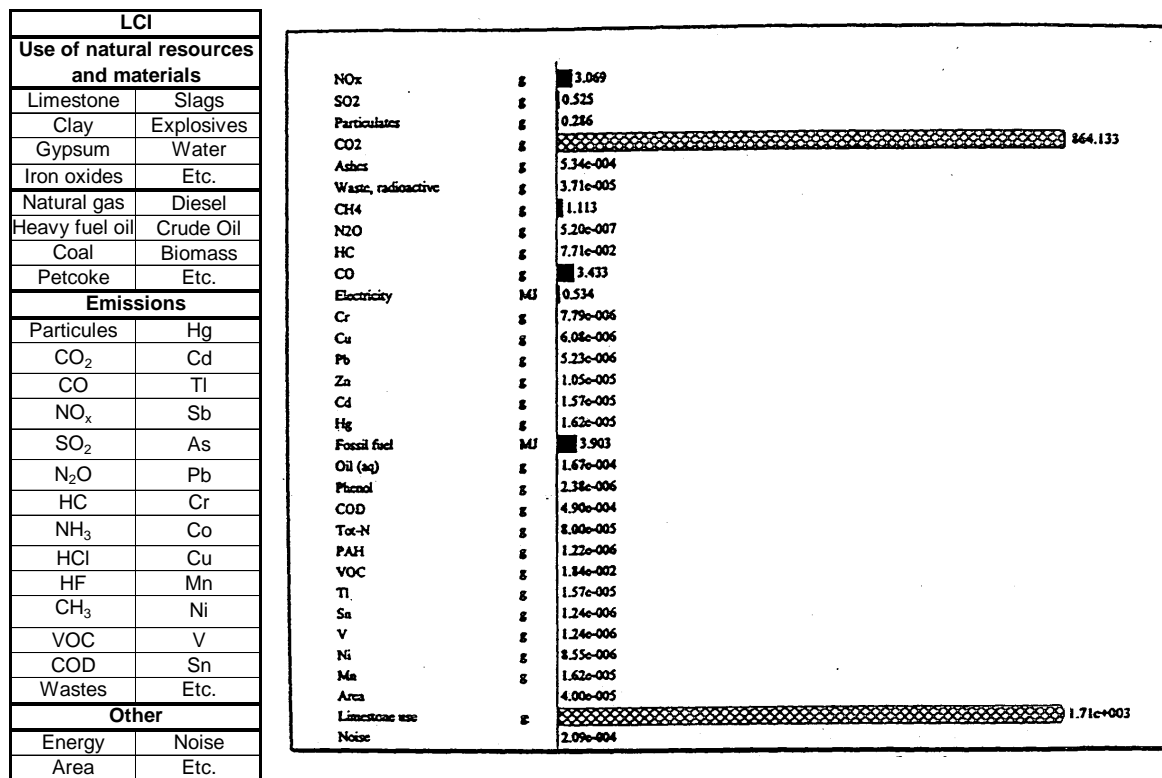 LCI
Use of natural resources
and materials
Limestone Slags
Clay Explosives
Gypsum Water
Iron oxides Etc.
Natural gas Diesel
Heavy fuel oil Crude Oil
Coal Biomass
Petcoke Etc.
Emissions
Particules Hg
CO₂ Cd
CO Tl
NOₓ Sb
SO₂ As
N₂O Pb
HC Cr
NH₃ Co
HCl Cu
HF Mn
CH₃ Ni
VOC V
COD Sn
Wastes Etc.
Other
Energy Noise
Area Etc.
NOx g 3.069
SO2 g 0.525
Particulates g 0.286
CO2 g 864.133
Ashes g 5.34e-004
Waste, radioactive g 3.71e-005
CH4 g 1.113
N2O g 5.20e-007
HC g 7.71e-002
CO g 3.433
Electricity MJ 0.534
Cr g 7.79e-006
Cu g 6.08e-006
Pb g 5.23e-006
Zn g 1.05e-005
Cd g 1.57e-005
Hg g 1.62e-005
Fossil fuel MJ 3.903
Oil (aq) g 1.67e-004
Phenol g 2.38e-006
COD g 4.90e-004
Tot-N g 8.00e-005
PAH g 1.22e-006
VOC g 1.84e-002
Tl g 1.57e-005
Sn g 1.24e-006
V g 1.24e-006
Ni g 8.55e-006
Mn g 1.62e-005
Area 4.00e-005
Limestone use g 1.71e+003
Noise 2.09e-004